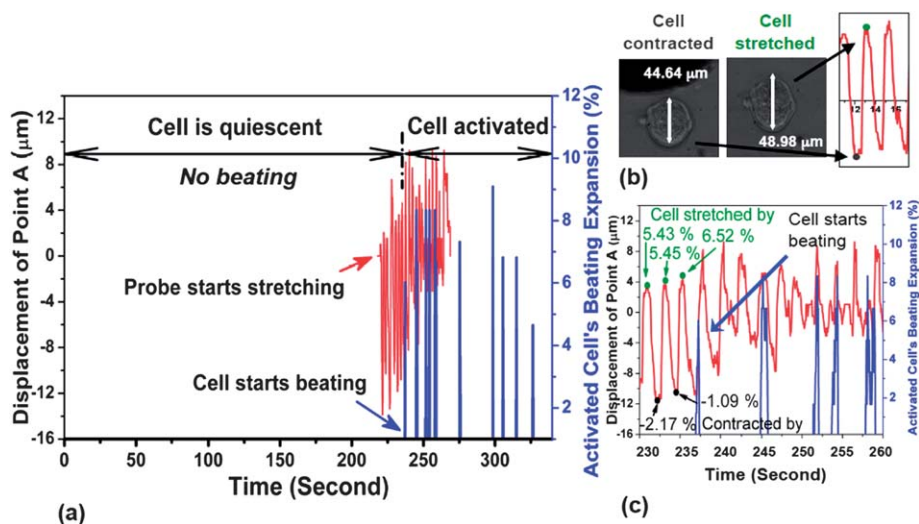 Cell is quiescent
Cell activated
No beating
Probe starts stretching
Cell starts beating
Displacement of Point A (μm)
12
8
4
0
-4
-8
-12
-16
0
50
100
150
200
250
300
Time (Second)
Activated Cell's Beating Expansion (%)
12
10
8
6
4
2
(a)
Cell
contracted
Cell
stretched
44.64 μm
48.98 μm
12
14
(b)
Cell stretched by
5.43 %
5.45 %
6.52 %
Cell starts
beating
-1.09 %
-2.17 % Contracted by
Displacement of Point A (μm)
12
8
4
0
-4
-8
-12
-16
230
235
240
245
250
255
260
Time (Second)
Activated Cell's Beating Expansion (%)
12
10
8
6
4
2
(c)